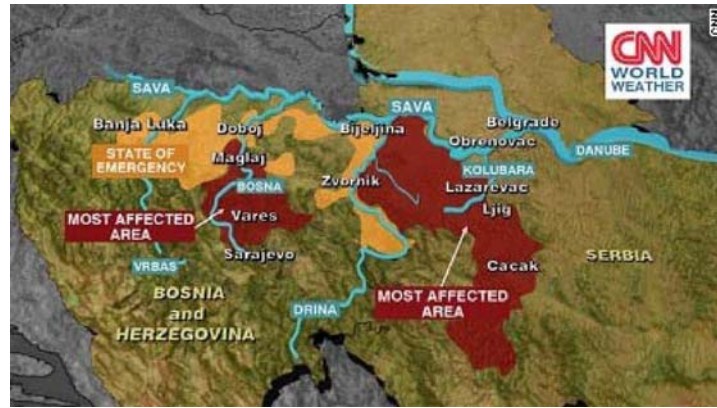 CNN
CNN
WORLD
WEATHER
SAVA
Banja Luka
Doboj
Bijeljina
SAVA
Belgrade
Obrenovac
DANUBE
STATE OF
EMERGENCY
Maglaj
KOLUBARA
BOSNA
Zvornik
Lazarevac
MOST AFFECTED
AREA
Vares
Ljig
Sarajevo
VRBAS
Cacak
SERBIA
BOSNIA
and
HERZEGOVINA
DRINA
MOST AFFECTED
AREA